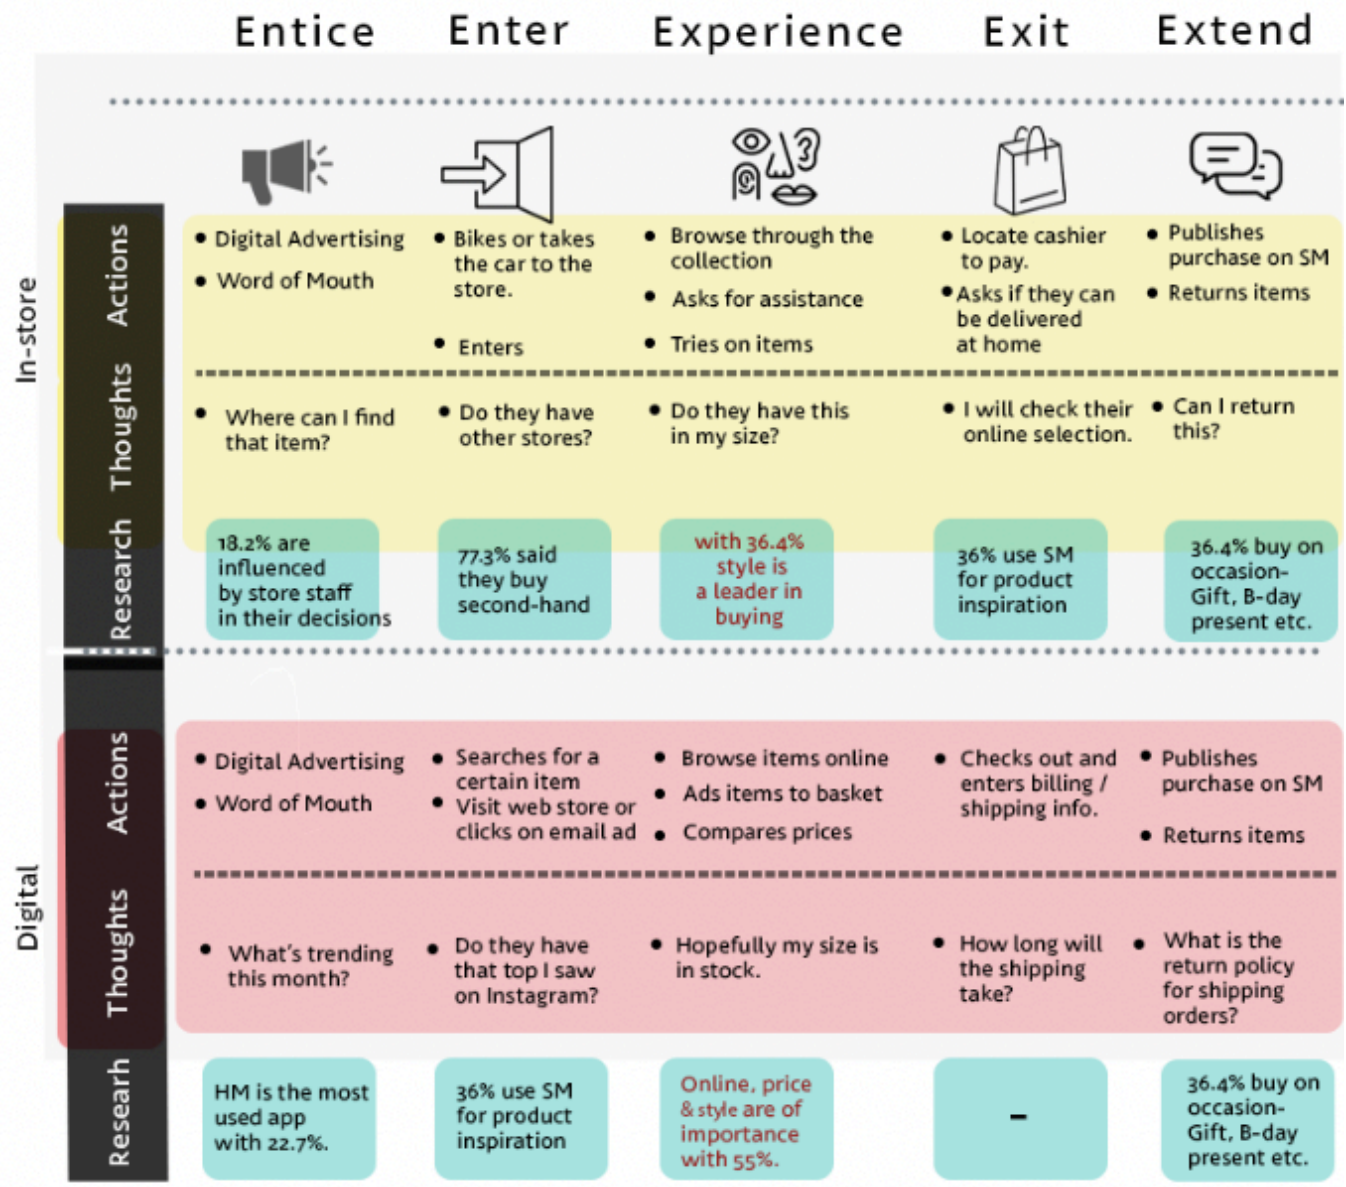 Entice Enter Experience Exit Extend
In-store
Actions
Digital Advertising
Word of Mouth
Bikes or takes
the car to the
store.
Enters
Browse through the
collection
Asks for assistance
Tries on items
Locate cashier
to pay.
Asks if they can
be delivered
at home
Publishes
purchase on SM
Returns items
Thoughts
Where can I find
that item?
Do they have
other stores?
Do they have this
in my size?
I will check their
online selection.
Can I return
this?
Research
18.2% are
influenced
by store staff
in their decisions
77.3% said
they buy
second-hand
with 36.4%
style is
a leader in
buying
36% use SM
for product
inspiration
36.4% buy on
occasion-
Gift, B-day
present etc.
Digital
Actions
Digital Advertising
Word of Mouth
Searches for a
certain item
Visit web store or
clicks on email ad
Browse items online
Ads items to basket
Compares prices
Checks out and
enters billing /
shipping info.
Publishes
purchase on SM
Returns items
Thoughts
What's trending
this month?
Do they have
that top I saw
on Instagram?
Hopefully my size is
in stock.
How long will
the shipping
take?
What is the
return policy
for shipping
orders?
Researh
HM is the most
used app
with 22.7%.
36% use SM
for product
inspiration
Online, price
& style are of
importance
with 55%.
–
36.4% buy on
occasion-
Gift, B-day
present etc.